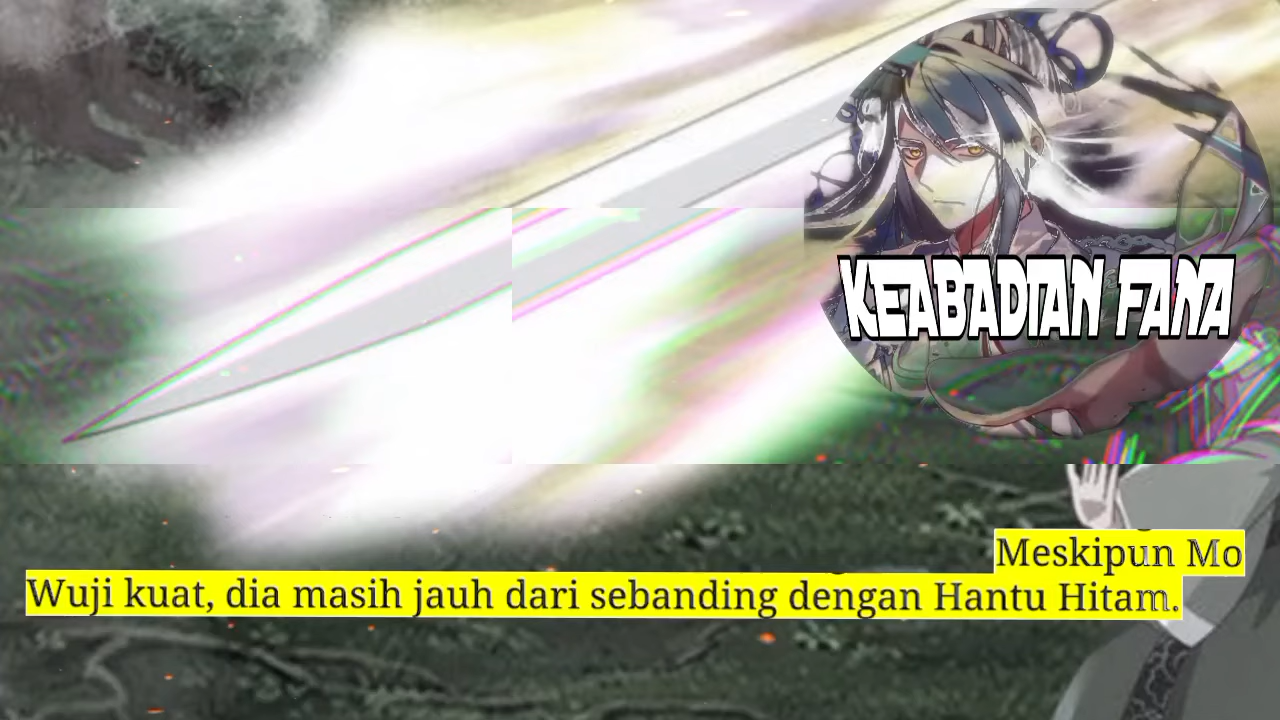 KEABADIAN FANA
Meskipun Mo
Wuji kuat, dia masih jauh dari sebanding dengan Hantu Hitam.